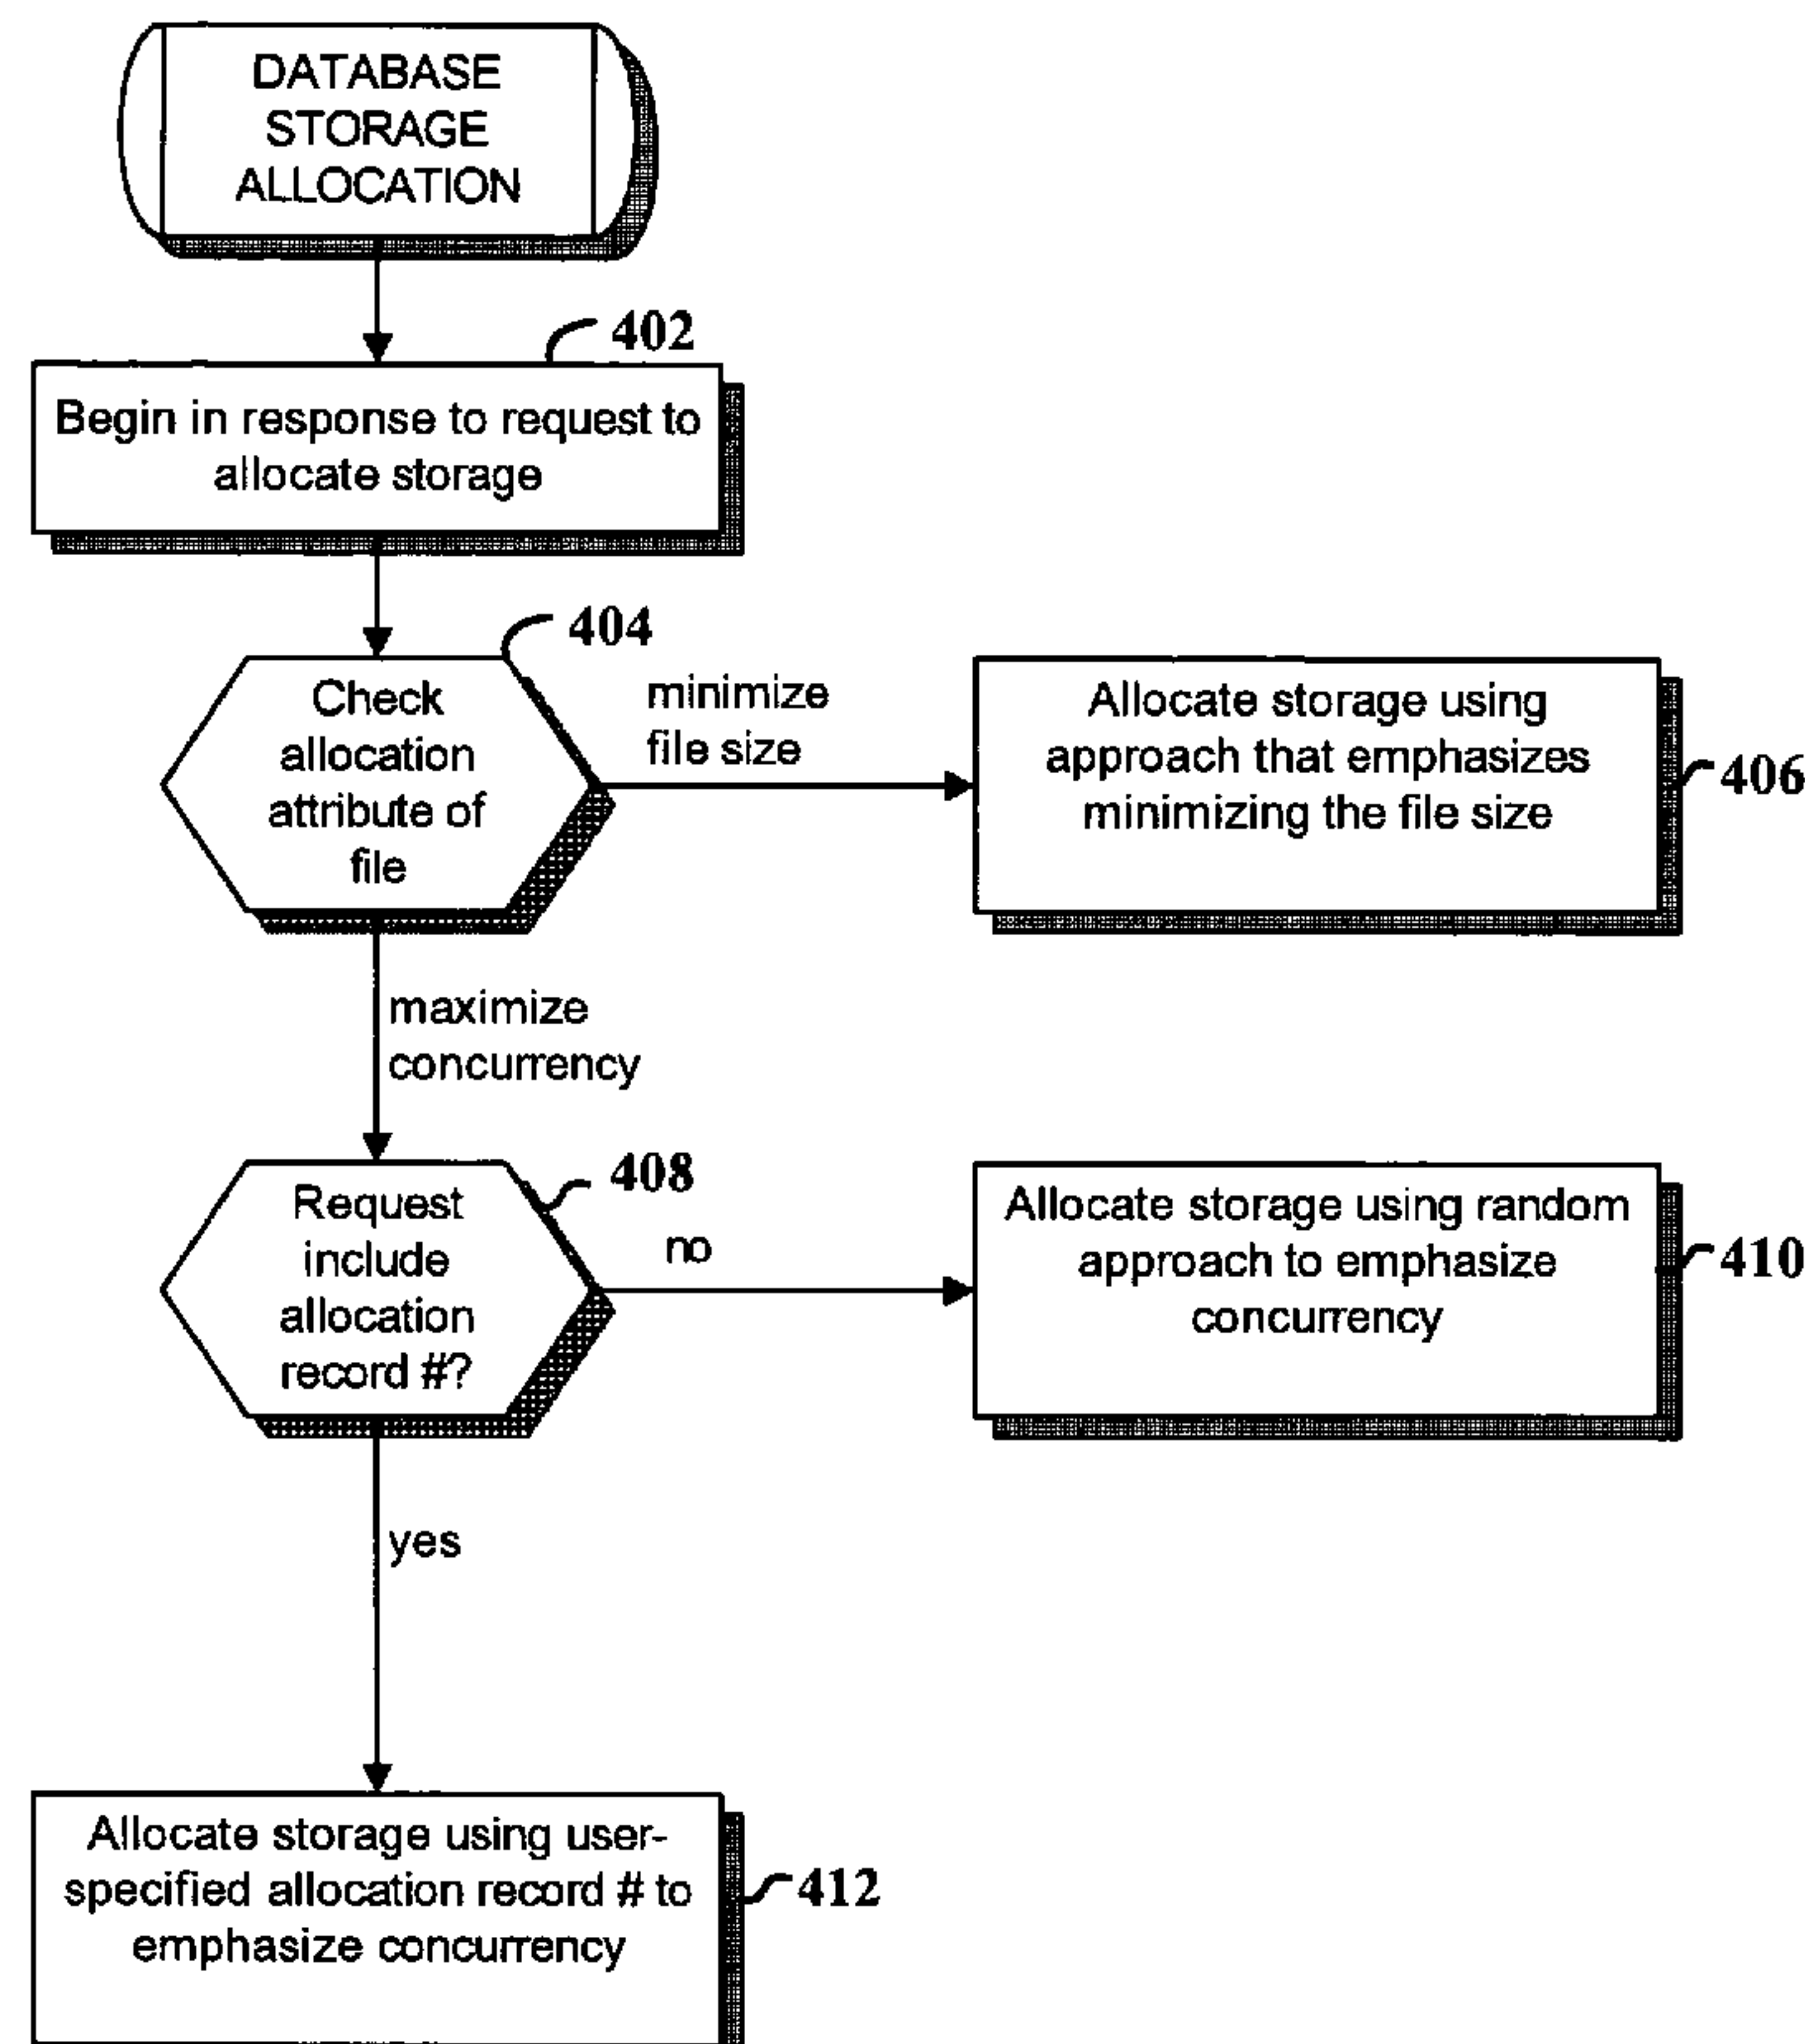 DATABASE
STORAGE
ALLOCATION
402
Begin in response to request to
allocate storage
404
Check
allocation
attribute of
file
minimize
file size
Allocate storage using
approach that emphasizes
minimizing the file size
406
maximize
concurrency
408
Request
include
allocation
record #?
no
Allocate storage using random
approach to emphasize
concurrency
410
yes
Allocate storage using user-
specified allocation record # to
emphasize concurrency
412